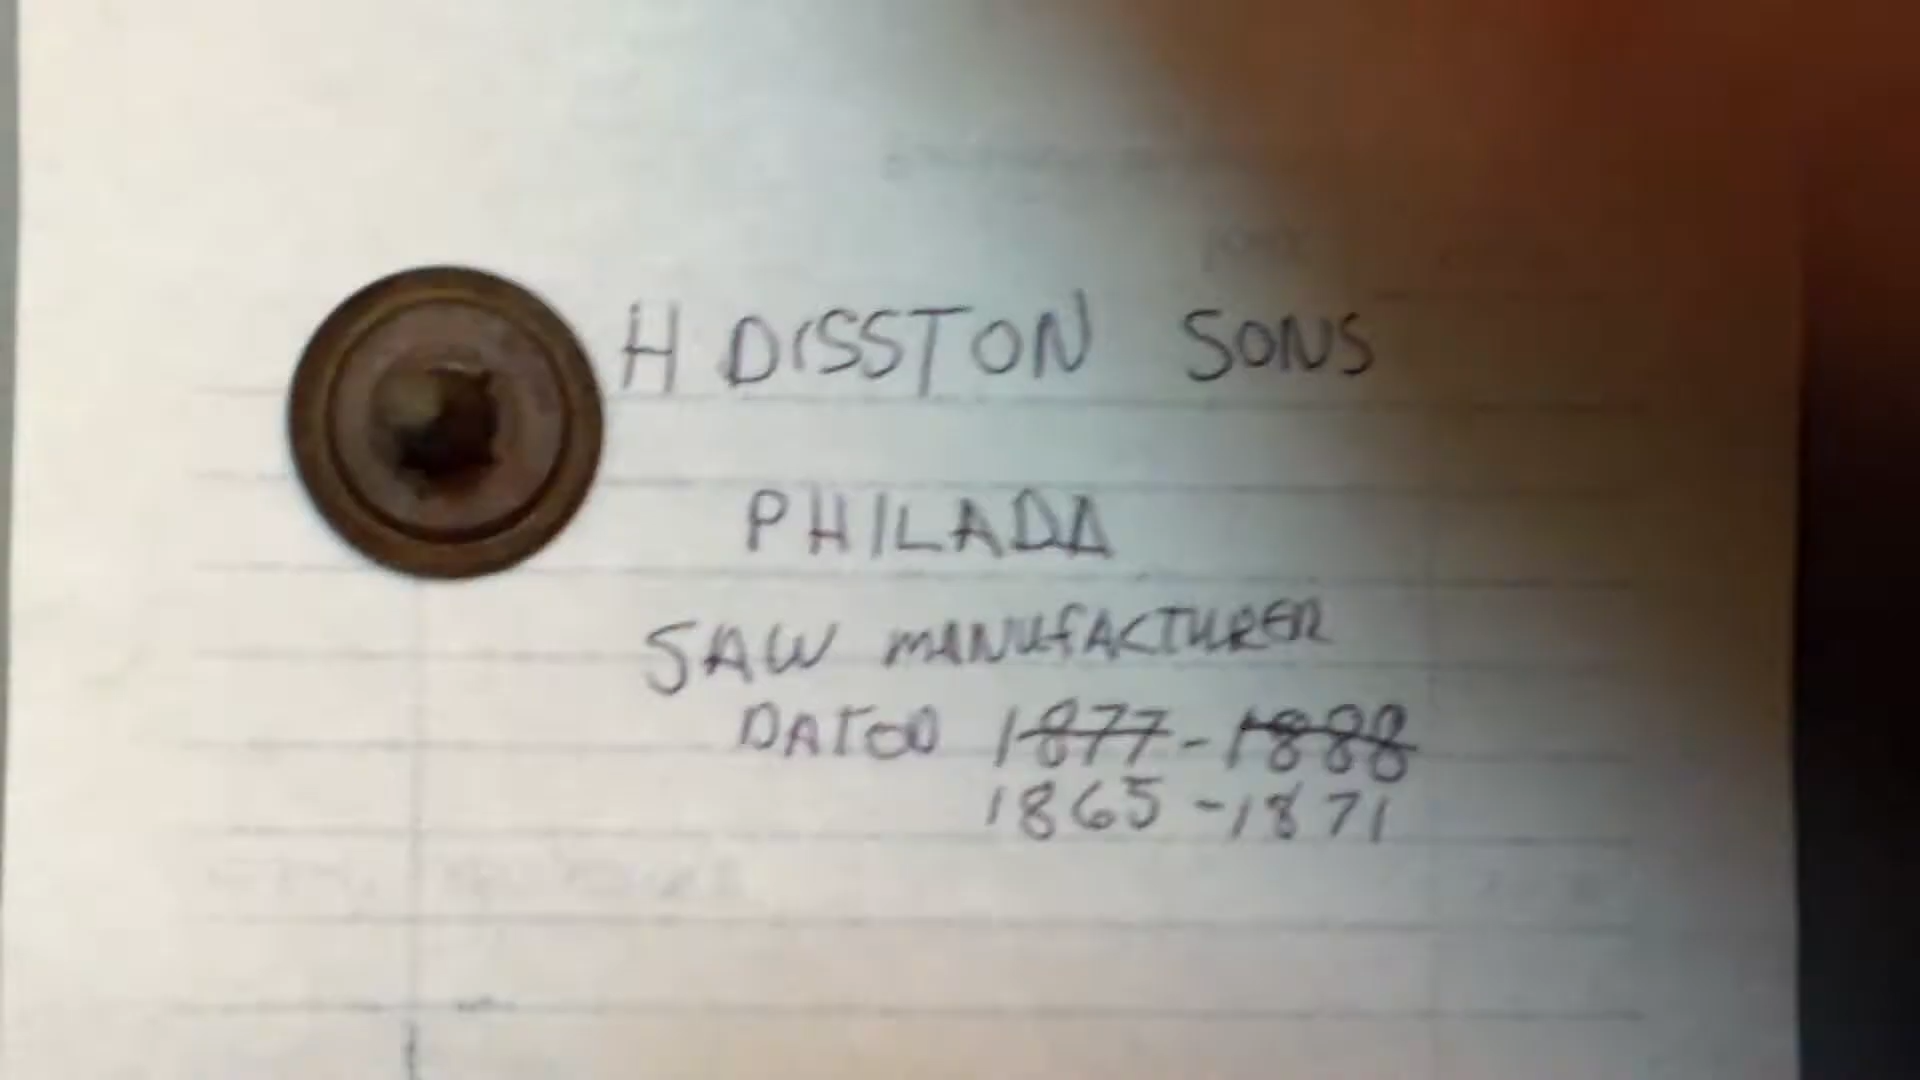 H DISSTON SONS
PHILADA
SAW MANUFACTURER
DATED 1877-1888
1865-1871